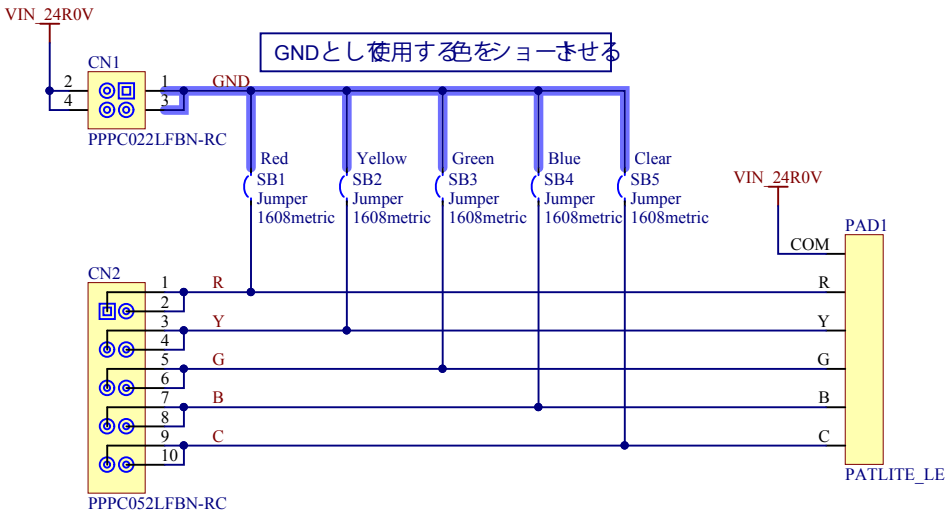 VIN_24R0V
GNDとして使用する色をショートさせる
CN1
2
1
GND
4
3
PPPC022LFBN-RC
Red
Yellow
Green
Blue
Clear
SB1
SB2
SB3
SB4
SB5
Jumper
Jumper
Jumper
Jumper
Jumper
1608metric
1608metric
1608metric
1608metric
1608metric
VIN_24R0V
PAD1
COM
CN2
1
R
R
2
3
Y
Y
4
5
G
G
6
7
B
B
8
9
C
C
10
PPPC052LFBN-RC
PATLITE_LE